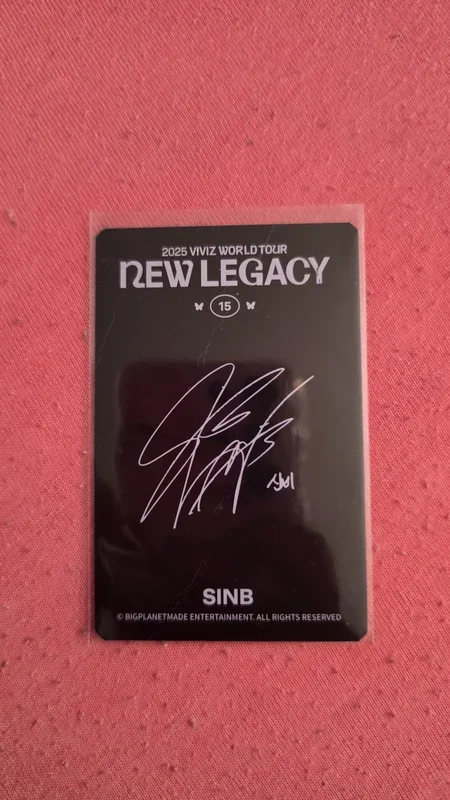 2025 VIVIZ WORLD TOUR
NEW LEGACY
15
SINB
© BIGPLANETMADE ENTERTAINMENT. ALL RIGHTS RESERVED